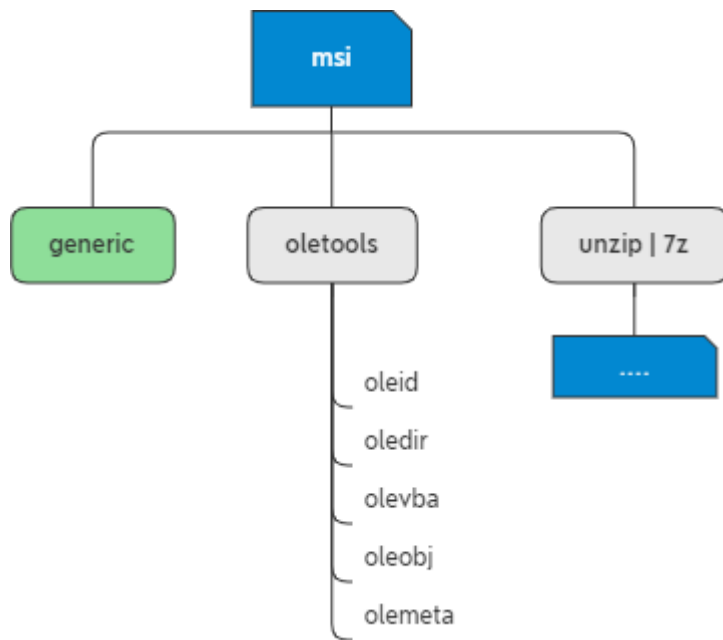 msi
generic
oletools
unzip | 7z
....
oleid
oledir
olevba
oleobj
olemeta